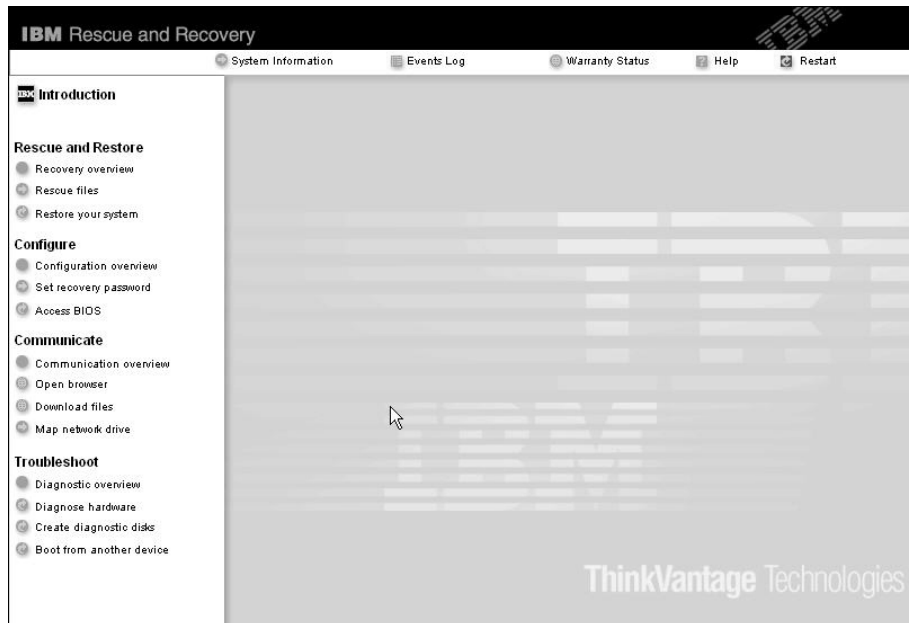 IBM Rescue and Recovery
IBM
System Information Events Log Warranty Status Help Restart
Introduction
Rescue and Restore
Recovery overview
Rescue files
Restore your system
Configure
Configuration overview
Set recovery password
Access BIOS
Communicate
Communication overview
Open browser
Download files
Map network drive
Troubleshoot
Diagnostic overview
Diagnose hardware
Create diagnostic disks
Boot from another device
IBM
ThinkVantage Technologies